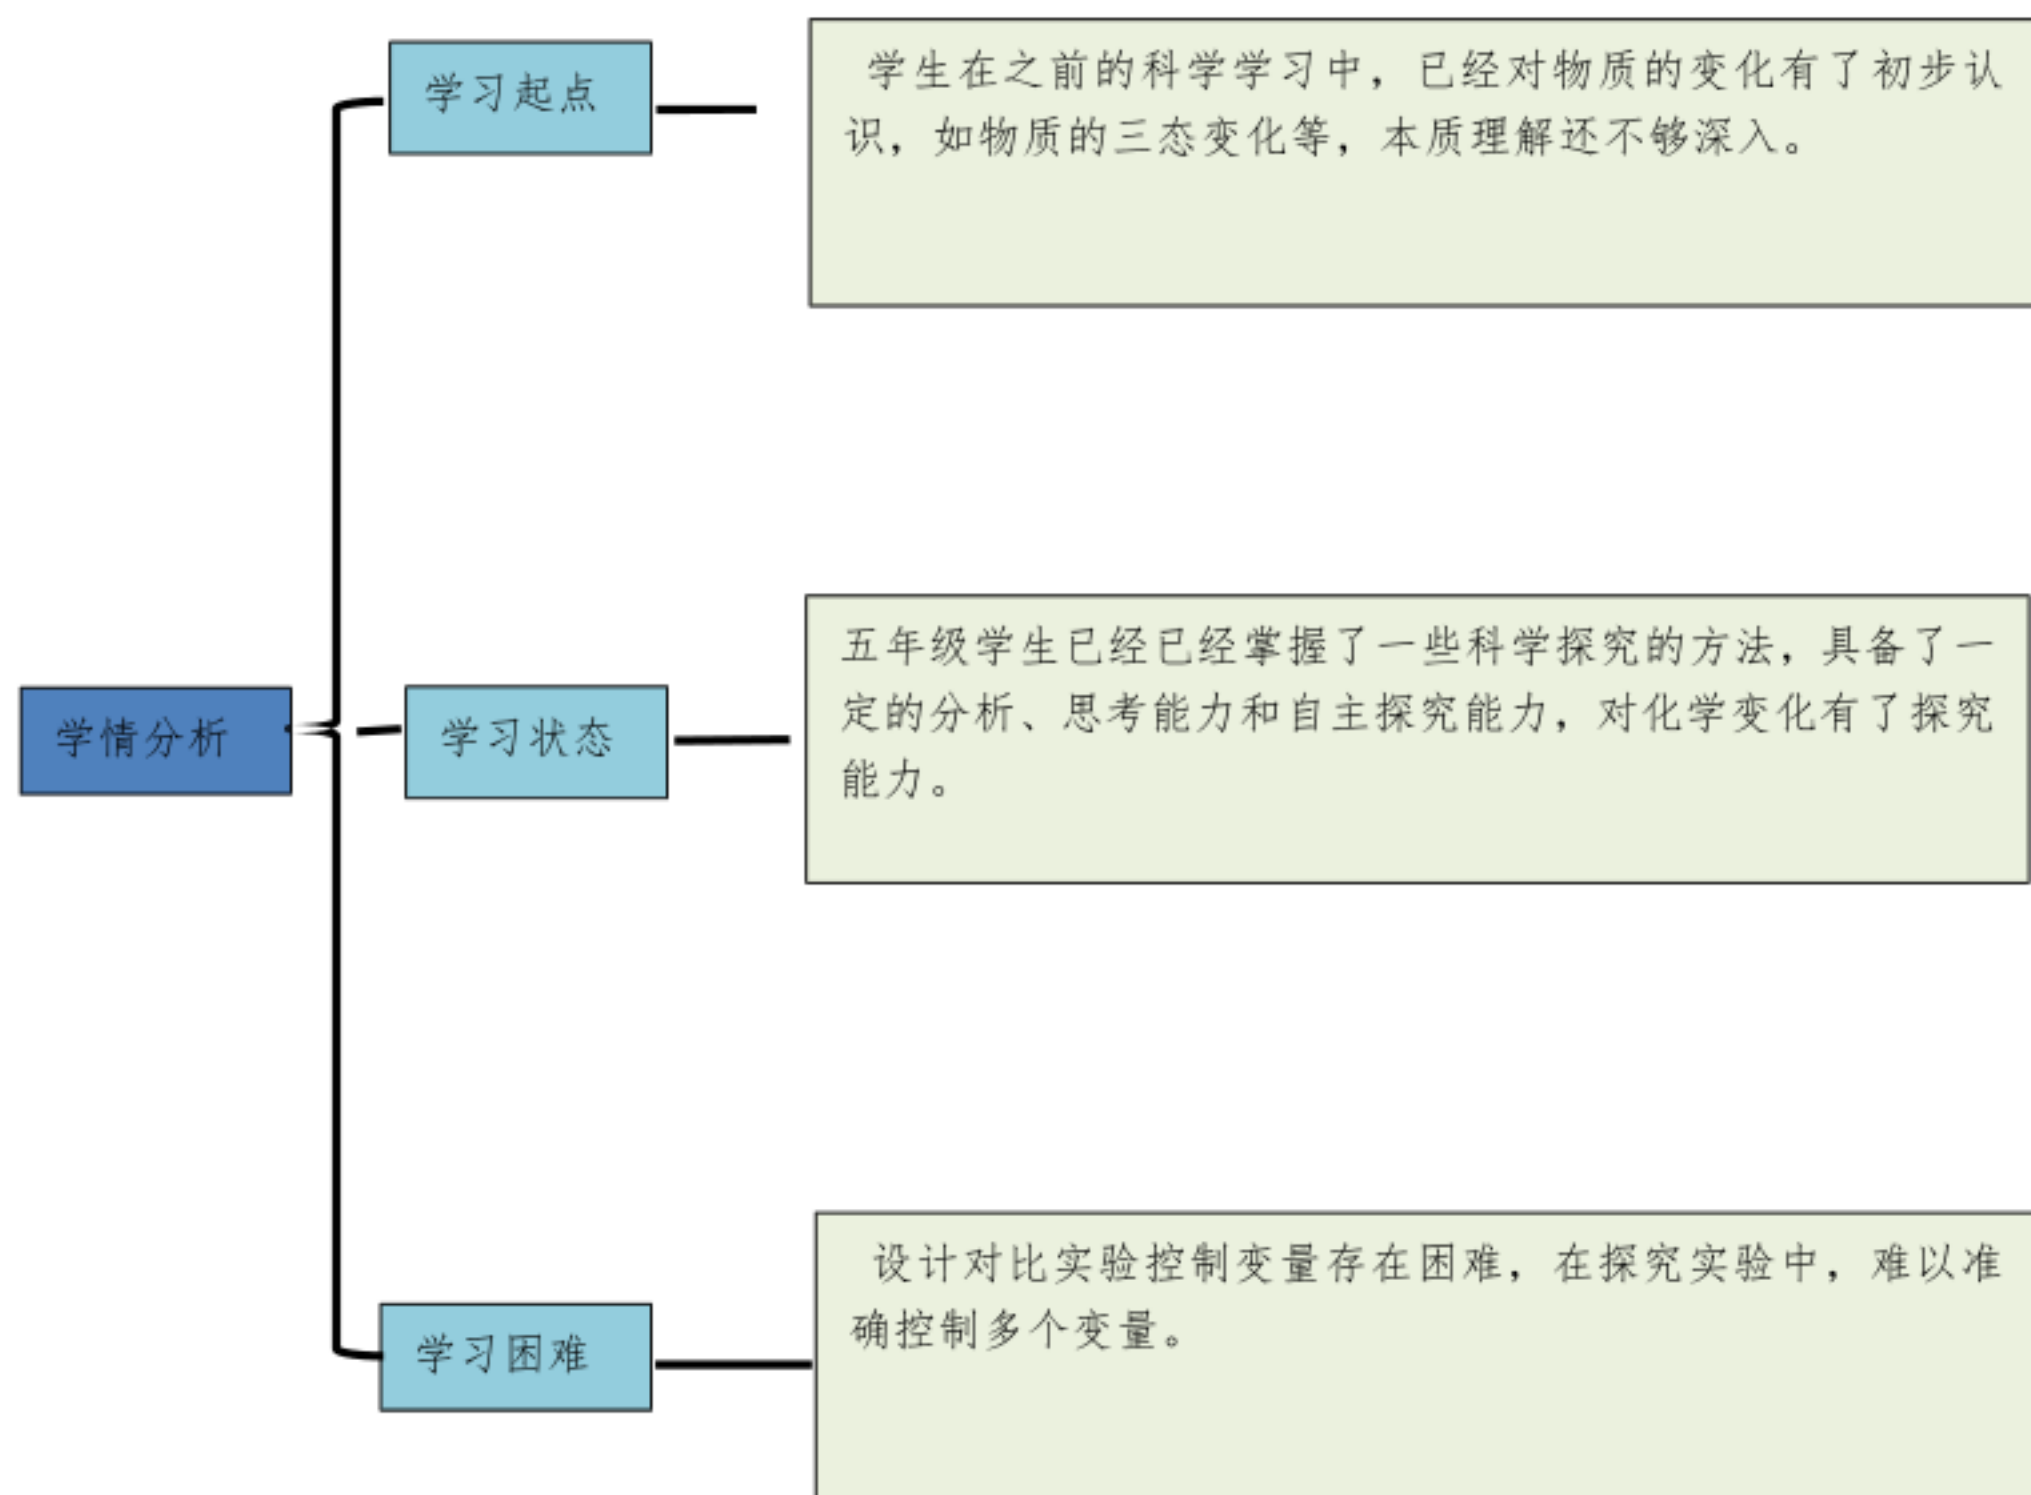 学习起点
学生在之前的科学学习中，已经对物质的变化有了初步认
识，如物质的三态变化等，本质理解还不够深入。
学情分析
学习状态
五年级学生已经已经掌握了一些科学探究的方法，具备了一
定的分析、思考能力和自主探究能力，对化学变化有了探究
能力。
学习困难
设计对比实验控制变量存在困难，在探究实验中，难以准
确控制多个变量。